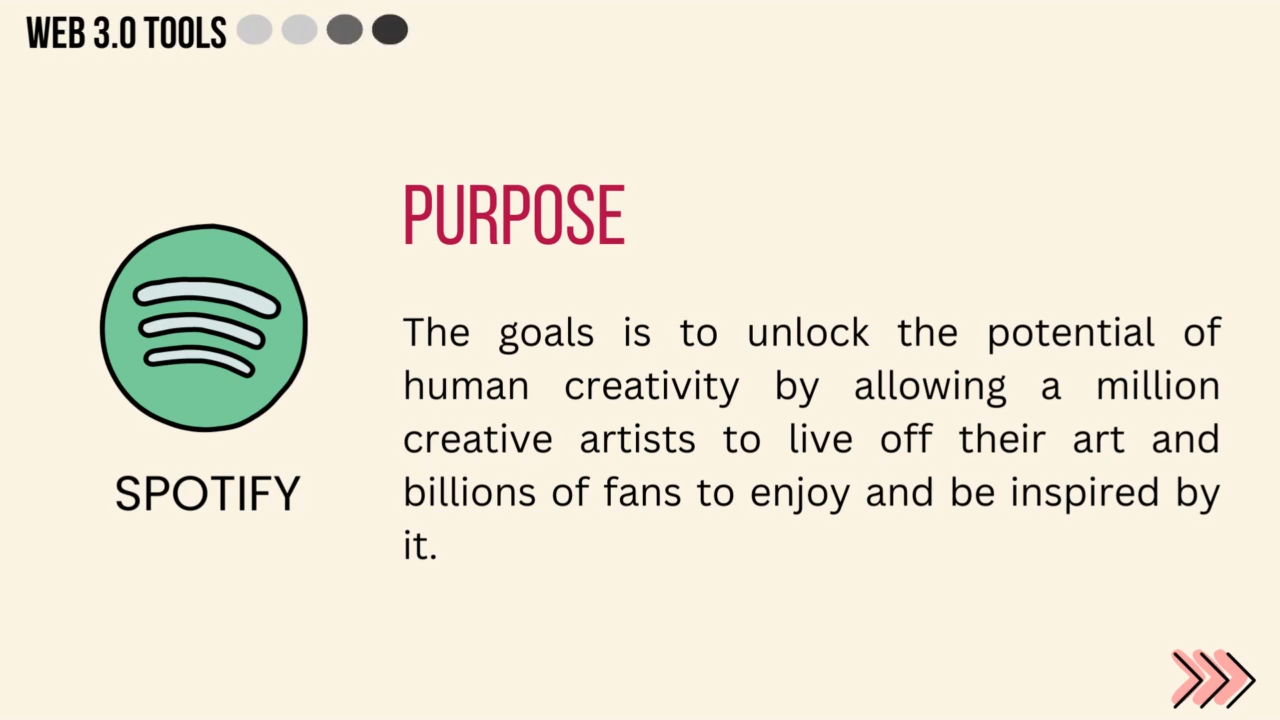 WEB 3.0 TOOLS
PURPOSE
The goals is to unlock the potential of
human creativity by allowing a million
creative artists to live off their art and
billions of fans to enjoy and be inspired by
it.
SPOTIFY